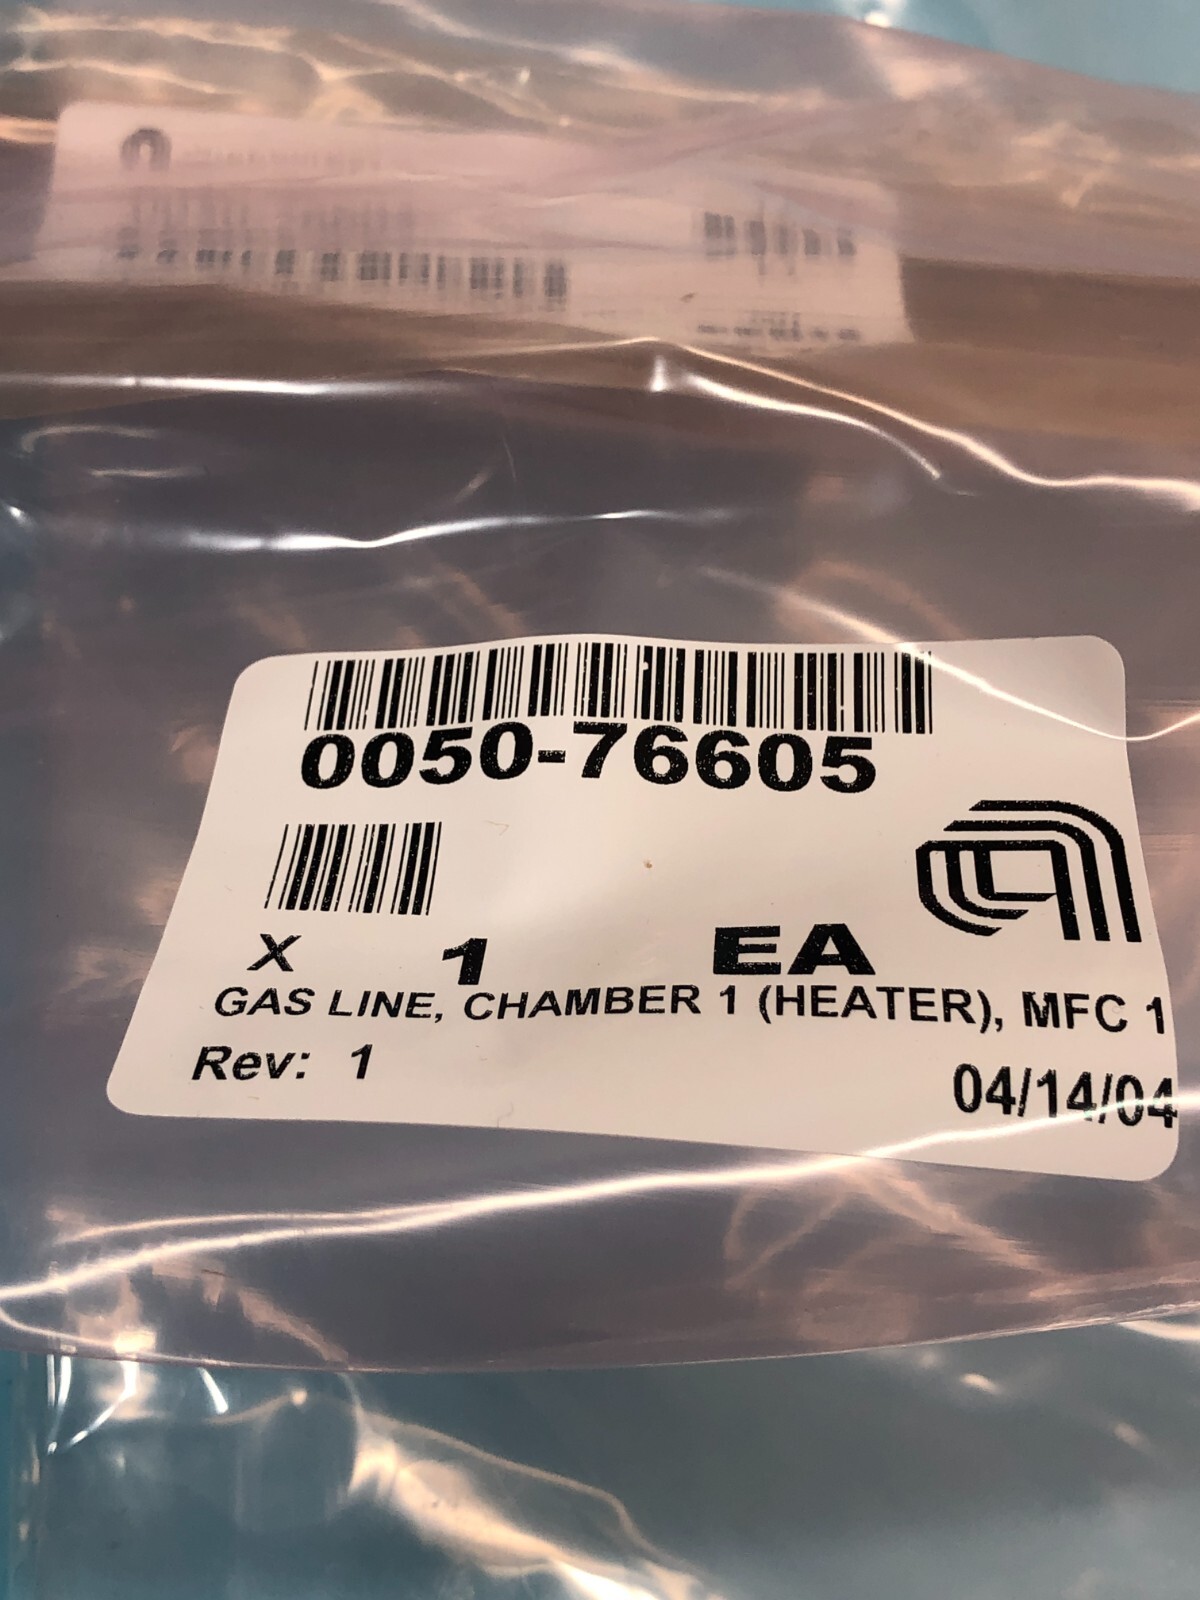 0050-76605
X 1 EA
GAS LINE, CHAMBER 1 (HEATER), MFC 1
Rev: 1
04/14/04